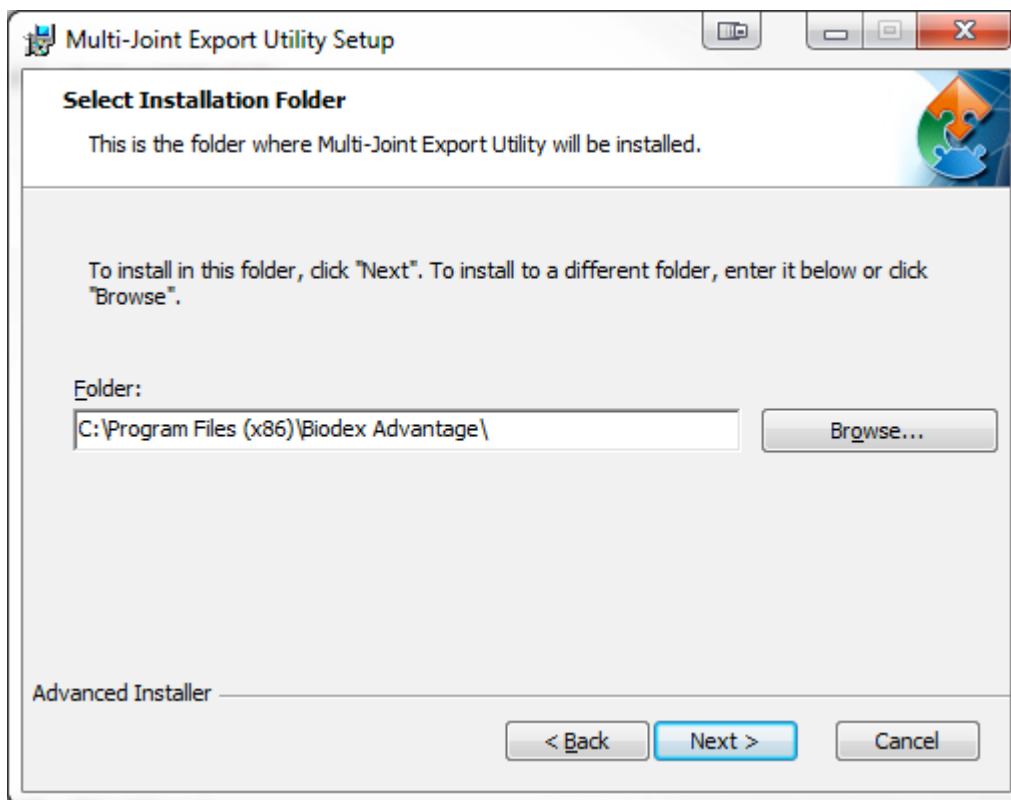 Multi-Joint Export Utility Setup
Select Installation Folder
This is the folder where Multi-Joint Export Utility will be installed.
To install in this folder, click "Next". To install to a different folder, enter it below or click
"Browse".
Folder:
C:\Program Files (x86)\Biodex Advantage\
Browse...
Advanced Installer
< Back
Next >
Cancel